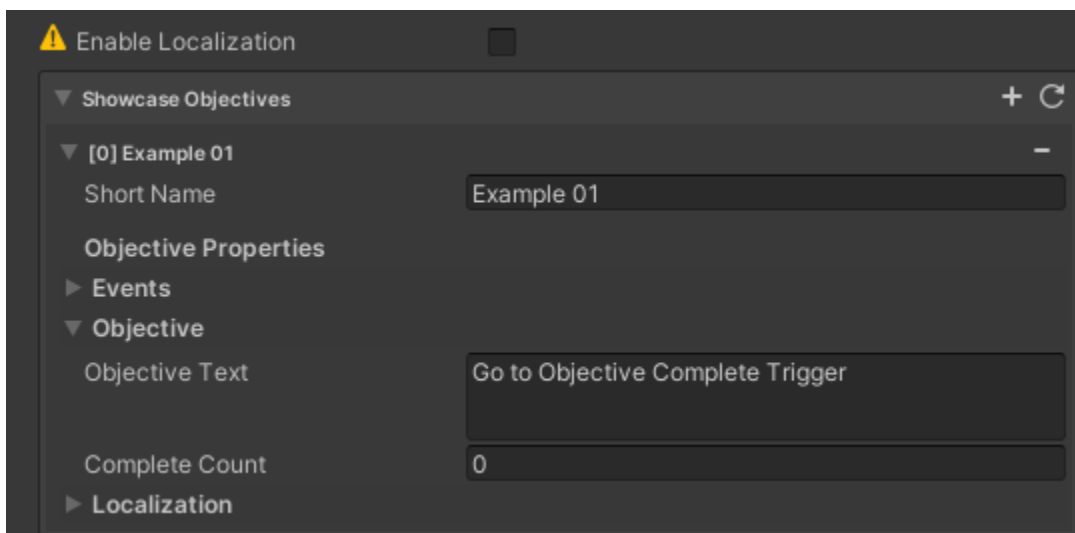 Enable Localization
Showcase Objectives
[0] Example 01
Short Name Example 01
Objective Properties
Events
Objective
Objective Text Go to Objective Complete Trigger
Complete Count 0
Localization